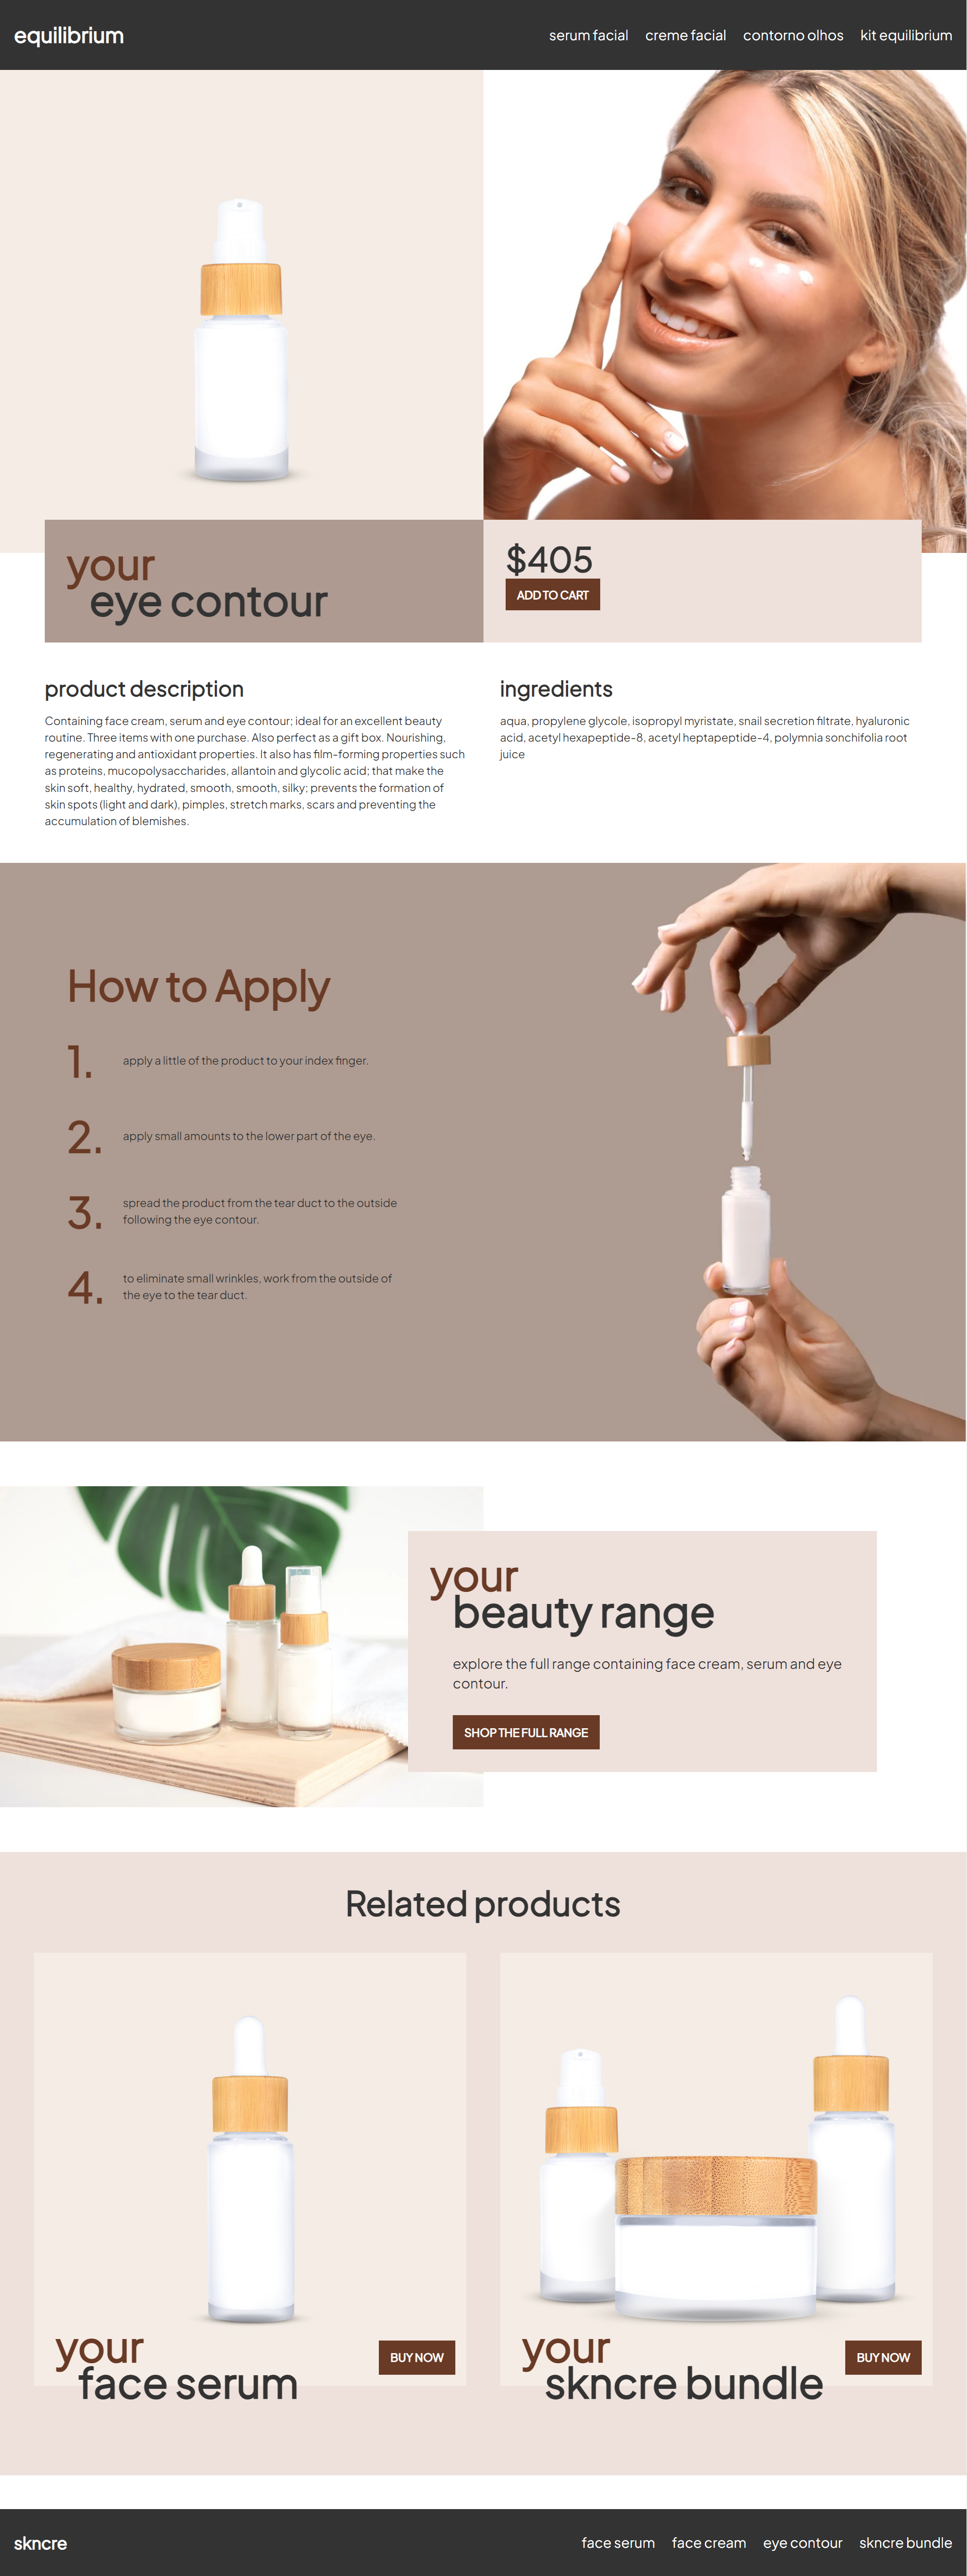 equilibrium
serum facial creme facial contorno olhos kit equilibrium
your
eye contour
$405
ADD TO CART
product description
Containing face cream, serum and eye contour; ideal for an excellent beauty
routine. Three items with one purchase. Also perfect as a gift box. Nourishing,
regenerating and antioxidant properties. It also has film-forming properties such
as proteins, mucopolysaccharides, allantoin and glycolic acid; that make the
skin soft, healthy, hydrated, smooth, smooth, silky; prevents the formation of
skin spots (light and dark), pimples, stretch marks, scars and preventing the
accumulation of blemishes.
ingredients
aqua, propylene glycole, isopropyl myristate, snail secretion filtrate, hyaluronic
acid, acetyl hexapeptide-8, acetyl heptapeptide-4, polymnia sonchifolia root
juice
How to Apply
1.
apply a little of the product to your index finger.
2.
apply small amounts to the lower part of the eye.
3.
spread the product from the tear duct to the outside
following the eye contour.
4.
to eliminate small wrinkles, work from the outside of
the eye to the tear duct.
your
beauty range
explore the full range containing face cream, serum and eye
contour.
SHOP THE FULL RANGE
Related products
your
face serum
BUY NOW
your
skncre bundle
BUY NOW
skncre
face serum face cream eye contour skncre bundle